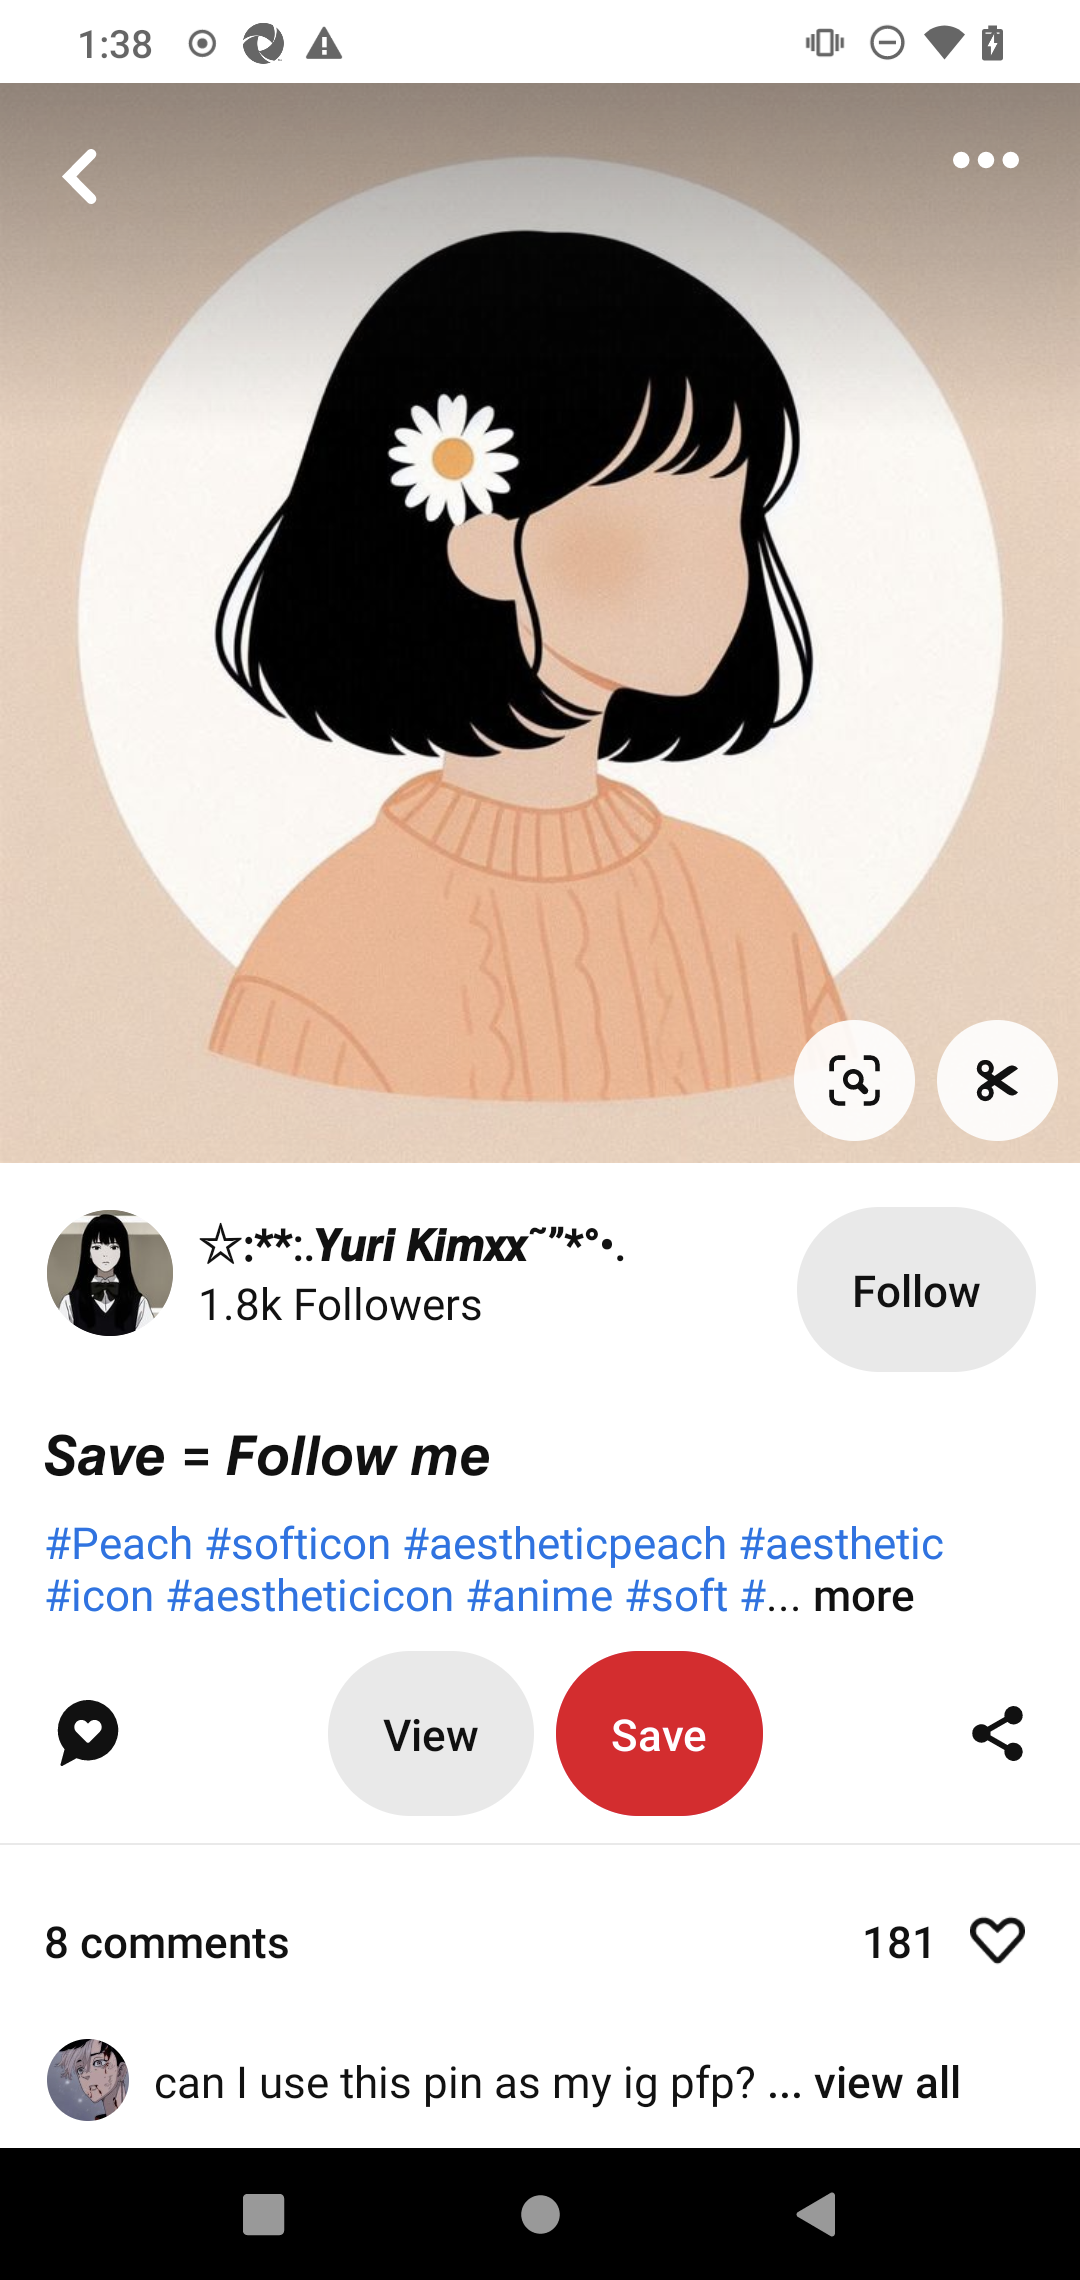 1:38
☆:**:.Yuri Kimxx˜”*°•.
1.8k Followers
Follow
Save = Follow me
#Peach #softicon #aestheticpeach #aesthetic
#icon #aestheticicon #anime #soft #... more
View
Save
8 comments
181
can I use this pin as my ig pfp? ... view all